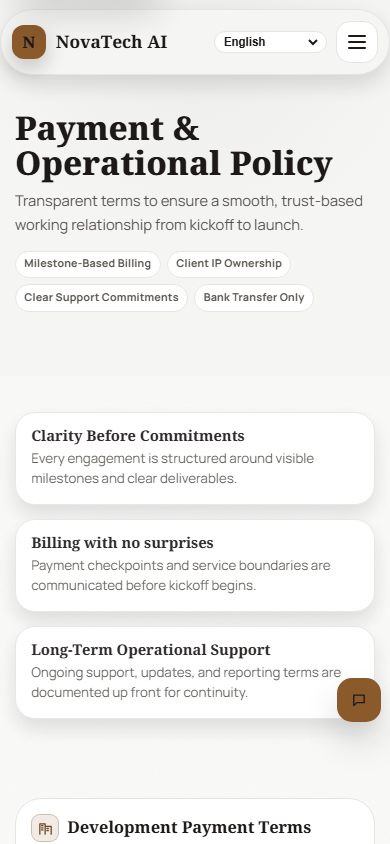 N
NovaTech AI
English
Payment &
Operational Policy
Transparent terms to ensure a smooth, trust-based
working relationship from kickoff to launch.
Milestone-Based Billing
Client IP Ownership
Clear Support Commitments
Bank Transfer Only
Clarity Before Commitments
Every engagement is structured around visible
milestones and clear deliverables.
Billing with no surprises
Payment checkpoints and service boundaries are
communicated before kickoff begins.
Long-Term Operational Support
Ongoing support, updates, and reporting terms are
documented up front for continuity.
Development Payment Terms